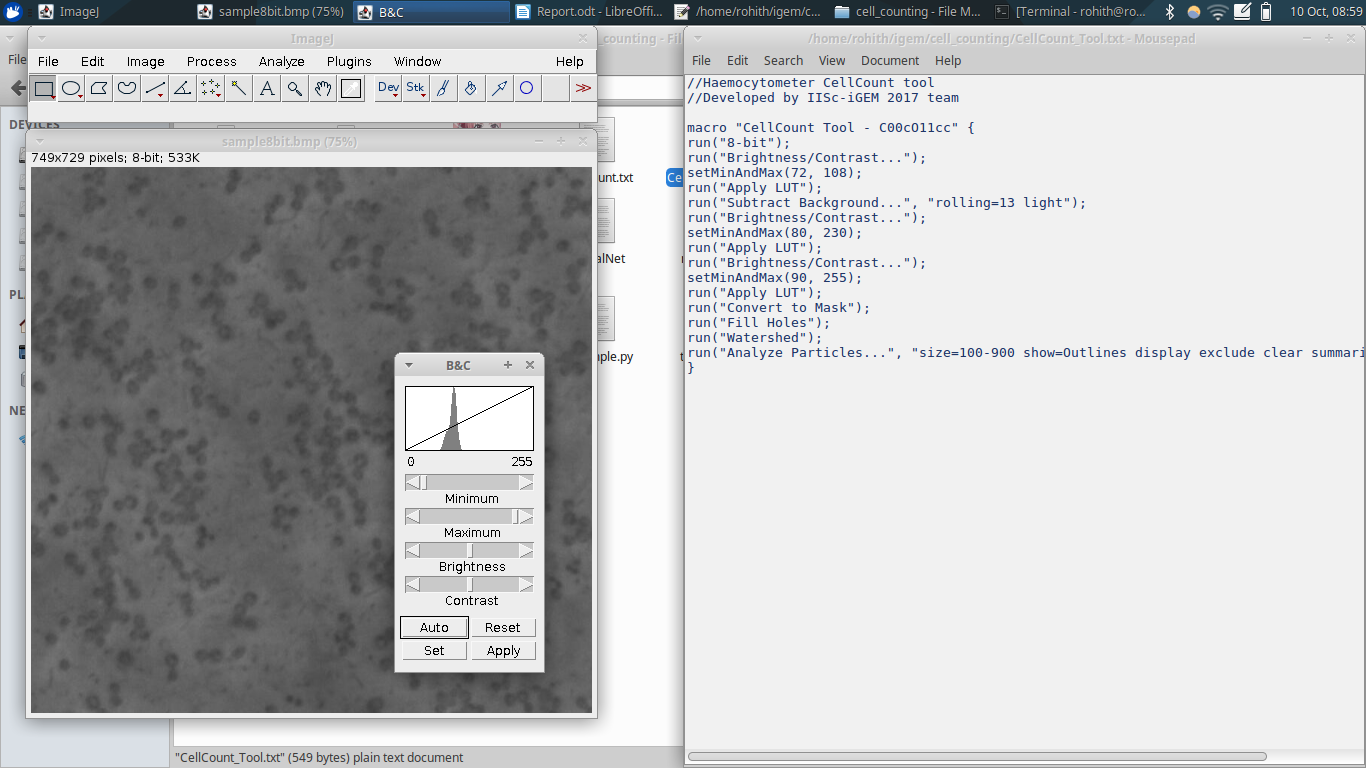 ImageJ
sample8bit.bmp (75%)
B&C
Report.odt - LibreOffi...
/home/rohith/igem/c...
cell_counting - File M...
[Terminal - rohith@ro...
10 Oct, 08:59
ImageJ
File Edit Image Process Analyze Plugins Window Help
Dev Stk
>>
sample8bit.bmp (75%)
749x729 pixels; 8-bit; 533K
B&C
0 255
Minimum
Maximum
Brightness
Contrast
Auto Reset
Set Apply
File
DEVICES
NE
cell_counting - Fi
unt.txt
Ce
alNet
ple.py
"CellCount_Tool.txt" (549 bytes) plain text document
/home/rohith/igem/cell_counting/CellCount_Tool.txt - Mousepad
File Edit Search View Document Help
//Haemocytometer CellCount tool
//Developed by IISc-iGEM 2017 team
macro "CellCount Tool - C00cO11cc" {
run("8-bit");
run("Brightness/Contrast...");
setMinAndMax(72, 108);
run("Apply LUT");
run("Subtract Background...", "rolling=13 light");
run("Brightness/Contrast...");
setMinAndMax(80, 230);
run("Apply LUT");
run("Brightness/Contrast...");
setMinAndMax(90, 255);
run("Apply LUT");
run("Convert to Mask");
run("Fill Holes");
run("Watershed");
run("Analyze Particles...", "size=100-900 show=Outlines display exclude clear summari
}